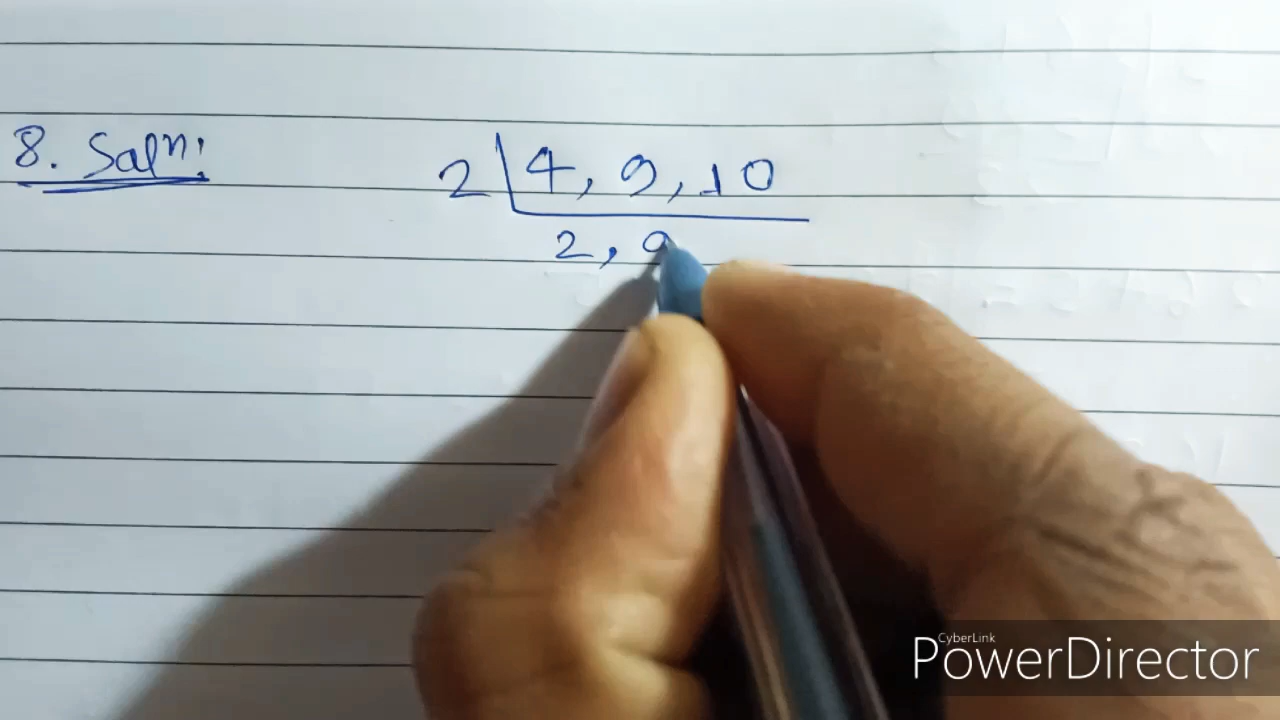 8. Soln:
2 4, 9, 10
2, 9
CyberLink
PowerDirector